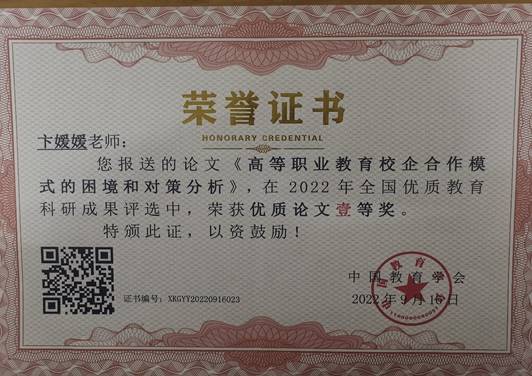 荣誉证书
HONORARY CREDENTIAL
卞媛媛老师：
您报送的论文《高等职业教育校企合作模
式的困境和对策分析》，在2022年全国优质教育
科研成果评选中，荣获优质论文壹等奖。
特颁此证，以资鼓励！
中国教育学会
证书编号：XKGYY20220916023
2022年9月16日